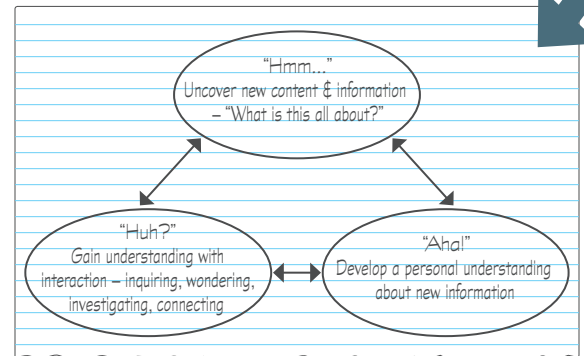 “Hmm...”
Uncover new content & information
– “What is this all about?”
“Huh?”
Gain understanding with
interaction – inquiring, wondering,
investigating, connecting
“Aha!”
Develop a personal understanding
about new information